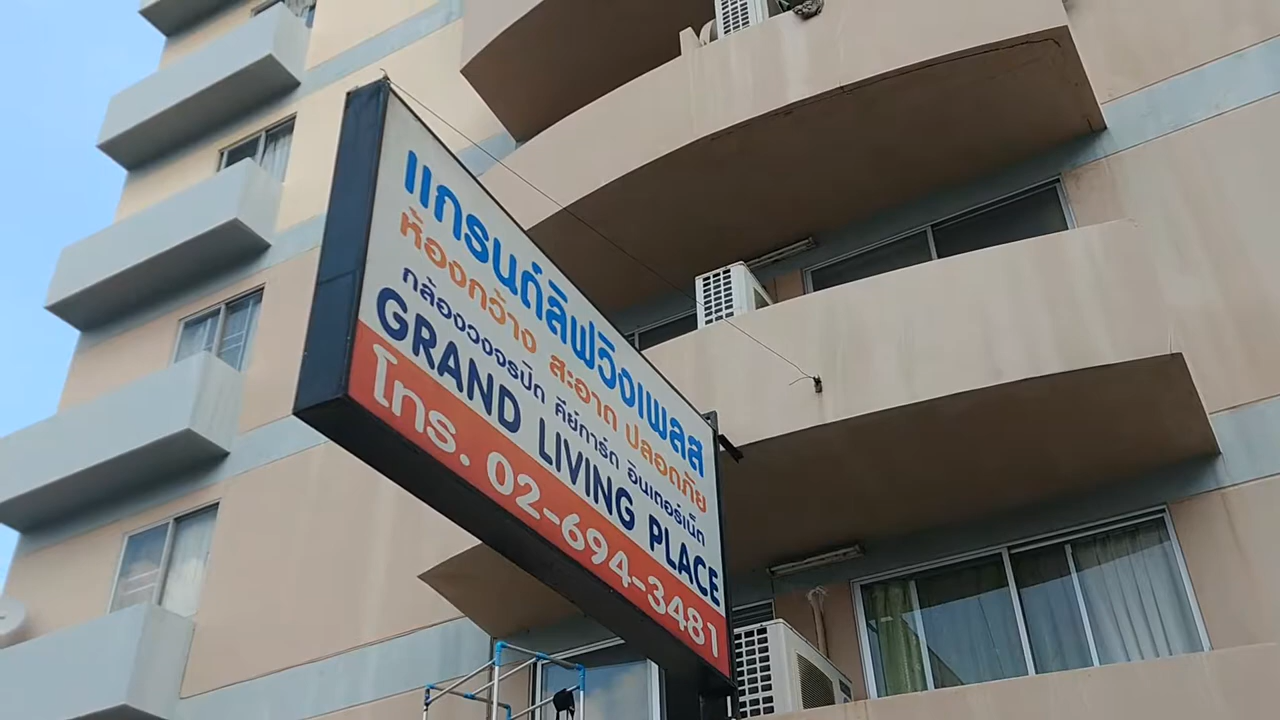 แกรนด์ลิฟวิงเพลส
ห้องกว้าง สะอาด ปลอดภัย
กล้องวงจรปิด คีย์การ์ด อินเตอร์เน็ต
GRAND LIVING PLACE
โทร. 02-694-3481